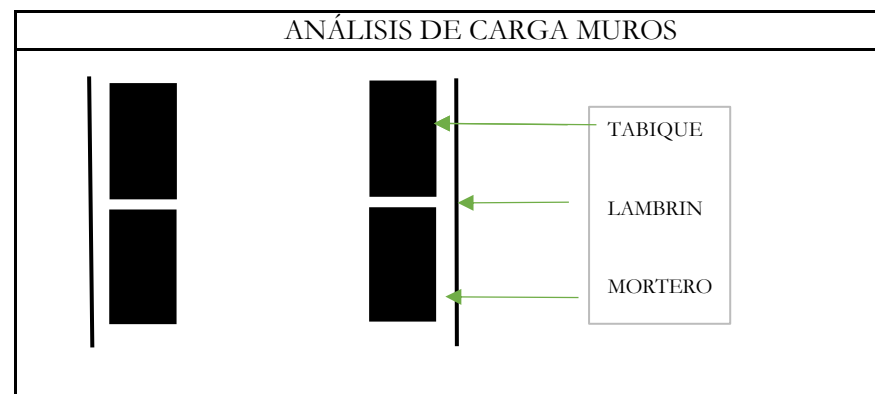 ANÁLISIS DE CARGA MUROS
TABIQUE
LAMBRIN
MORTERO